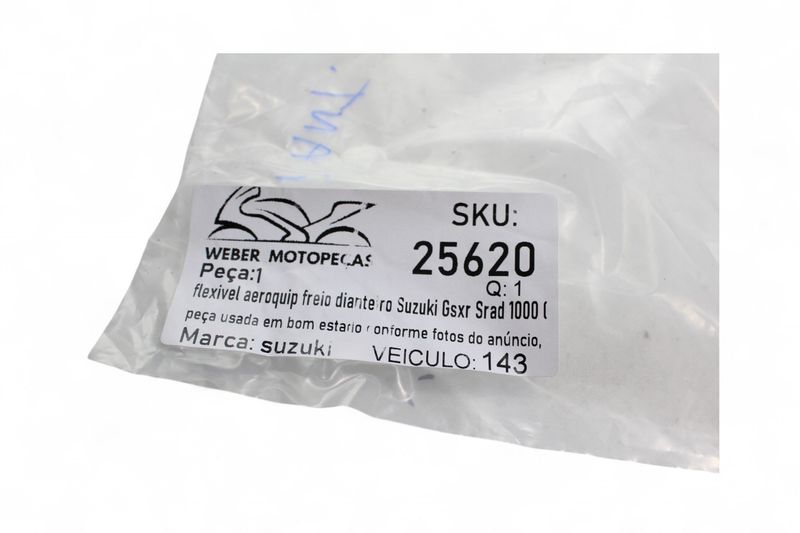 SKU:
WEBER MOTOPEÇAS
25620
Peça:1
Q: 1
flexivel aeroquip freio dianteiro Suzuki Gsxr Srad 1000 (
peça usada em bom estado conforme fotos do anúncio,
Marca: suzuki
VEICULO: 143